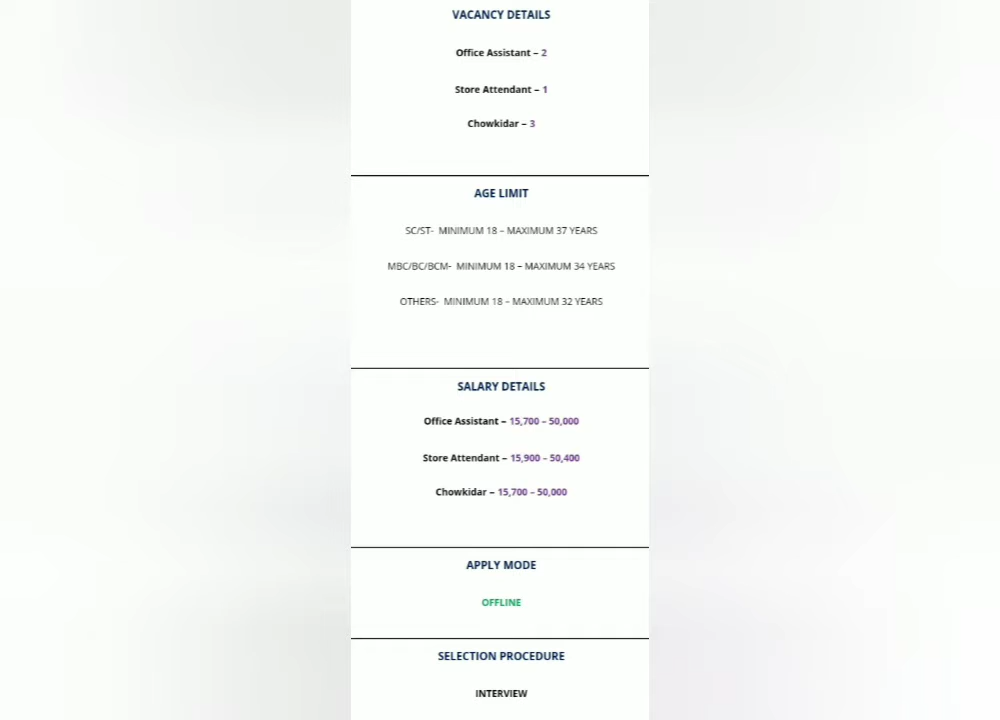 VACANCY DETAILS
Office Assistant – 2
Store Attendant – 1
Chowkidar – 3
AGE LIMIT
SC/ST- MINIMUM 18 – MAXIMUM 37 YEARS
MBC/BC/BCM- MINIMUM 18 – MAXIMUM 34 YEARS
OTHERS- MINIMUM 18 – MAXIMUM 32 YEARS
SALARY DETAILS
Office Assistant – 15,700 – 50,000
Store Attendant – 15,900 – 50,400
Chowkidar – 15,700 – 50,000
APPLY MODE
OFFLINE
SELECTION PROCEDURE
INTERVIEW